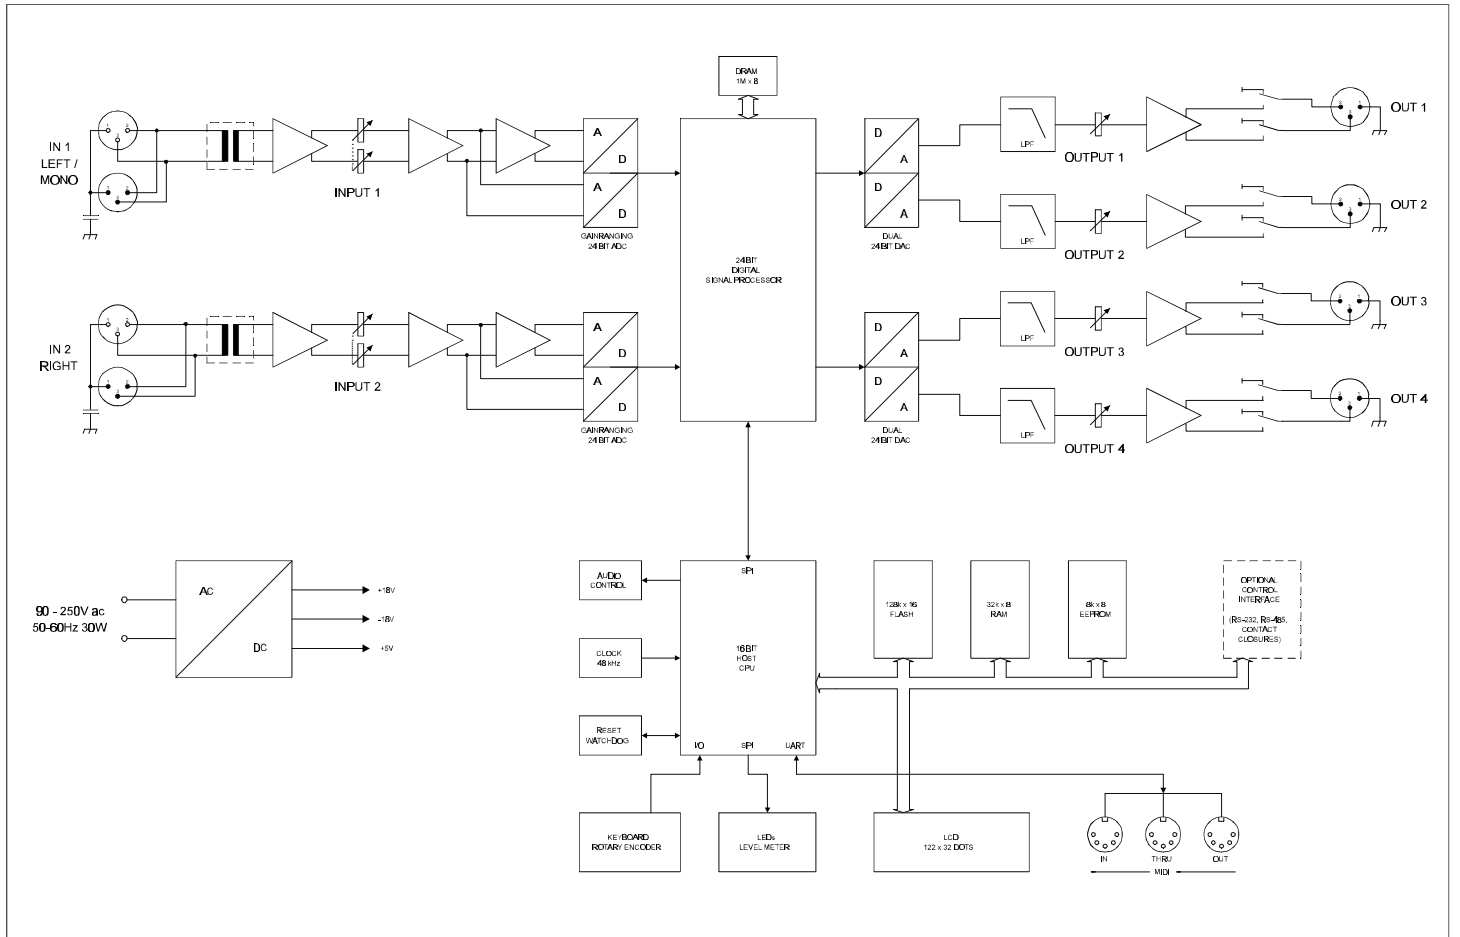 DRAM
1M x 8
IN 1
LEFT /
MONO
INPUT 1
A
D
A
D
GAINRANGING
24 BIT ADC
24 BIT
DIGITAL
SIGNAL PROCESSOR
D
A
D
A
DUAL
24 BIT DAC
LPF
OUTPUT 1
OUT 1
LPF
OUTPUT 2
OUT 2
IN 2
RIGHT
INPUT 2
A
D
A
D
GAINRANGING
24 BIT ADC
D
A
D
A
DUAL
24 BIT DAC
LPF
OUTPUT 3
OUT 3
LPF
OUTPUT 4
OUT 4
90 - 250V ac
50-60Hz 30W
AC
DC
+18V
-18V
+5V
AUDIO
CONTROL
CLOCK
48 kHz
RESET
WATCHDOG
SPI
16 BIT
HOST
CPU
I/O
SPI
UART
128k x 16
FLASH
32k x 8
RAM
8k x 8
EEPROM
OPTIONAL
CONTROL
INTERFACE
(RS-232, RS-485,
CONTACT
CLOSURES)
KEYBOARD
ROTARY ENCODER
LEDs
LEVEL METER
LCD
122 x 32 DOTS
IN
THRU
OUT
MIDI